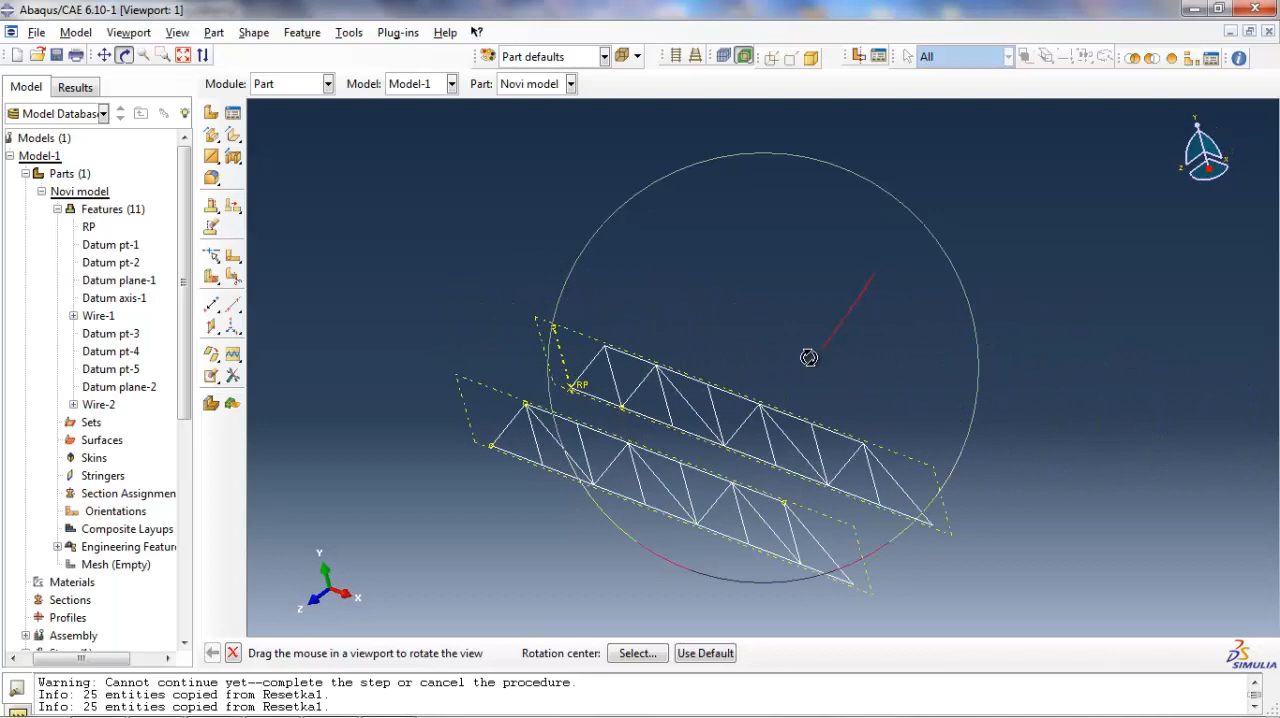 Abaqus/CAE 6.10-1 [Viewport: 1]
File Model Viewport View Part Shape Feature Tools Plug-ins Help
Part defaults All
Model Results Module: Part Model: Model-1 Part: Novi model
Model Databas
Models (1)
Model-1
Parts (1)
Novi model
Features (11)
RP
Datum pt-1
Datum pt-2
Datum plane-1
Datum axis-1
Wire-1
Datum pt-3
Datum pt-4
Datum pt-5
Datum plane-2
Wire-2
Sets
Surfaces
Skins
Stringers
Section Assignmen
Orientations
Composite Layups
Engineering Feature
Mesh (Empty)
Materials
Sections
Profiles
Assembly
Y
X
Z
RP
Y
X
Z
Drag the mouse in a viewport to rotate the view Rotation center: Select... Use Default
SIMULIA
Warning: Cannot continue yet--complete the step or cancel the procedure.
Info: 25 entities copied from Resetka1.
Info: 25 entities copied from Resetka1.